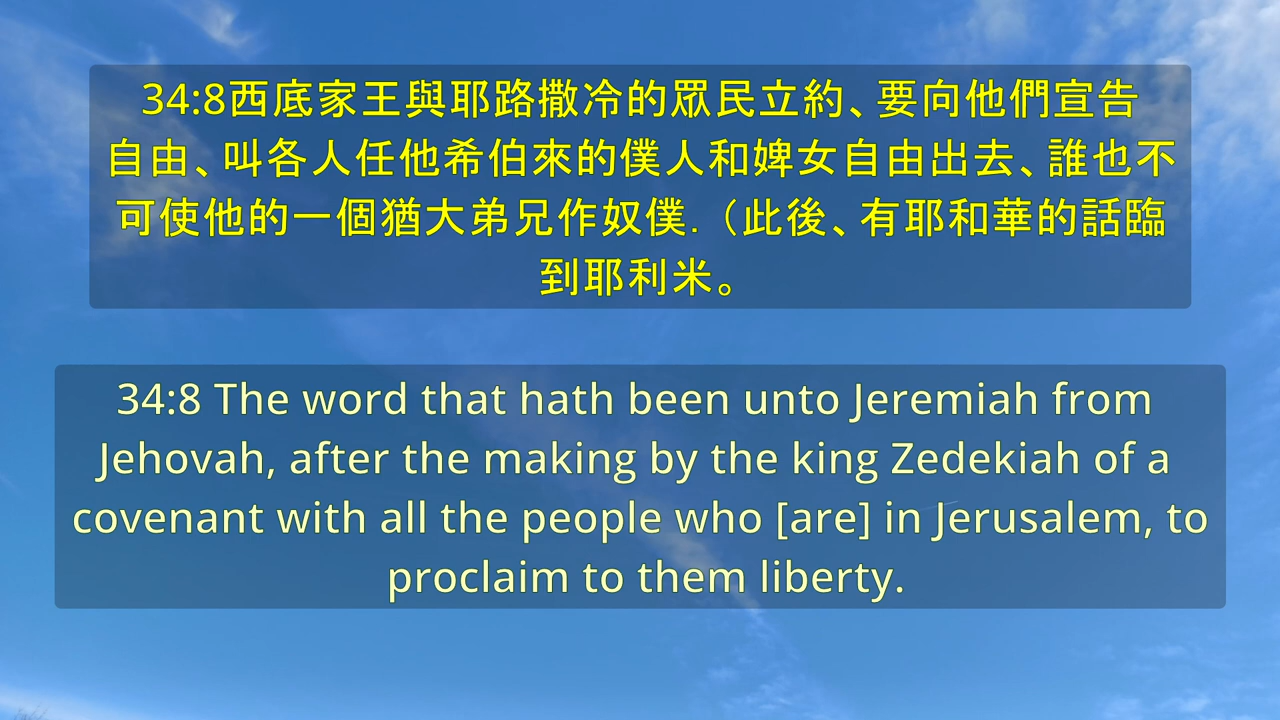 34:8西底家王與耶路撒冷的眾民立約、要向他們宣告
自由、叫各人任他希伯來的僕人和婢女自由出去、誰也不
可使他的一個猶大弟兄作奴僕.（此後、有耶和華的話臨
到耶利米。
34:8 The word that hath been unto Jeremiah from
Jehovah, after the making by the king Zedekiah of a
covenant with all the people who [are] in Jerusalem, to
proclaim to them liberty.